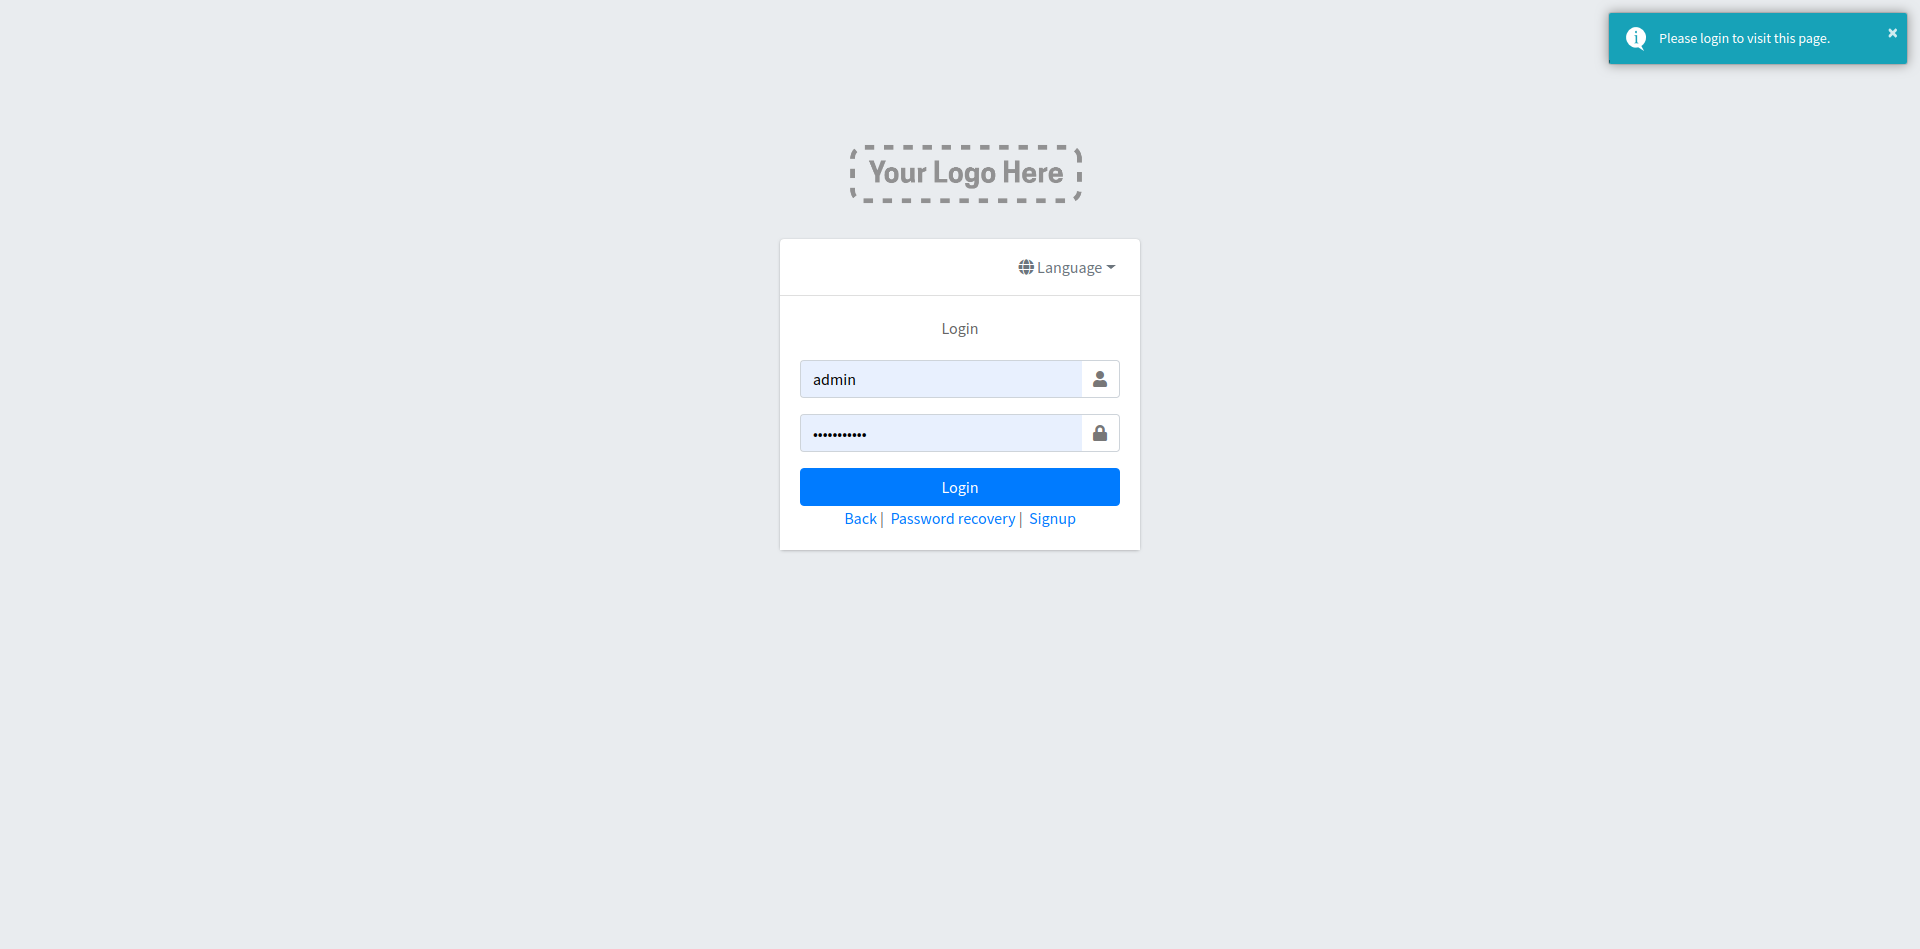 Please login to visit this page.
×
Your Logo Here
Language
Login
admin
•••••••••••
Login
Back | Password recovery | Signup